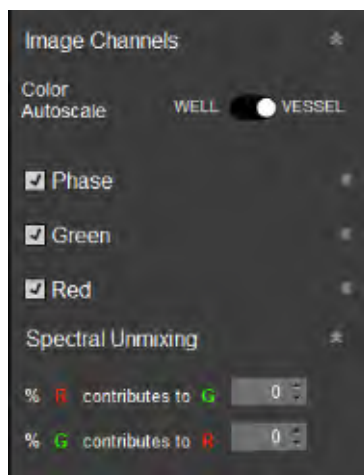 Image Channels
Color
Autoscale WELL VESSEL
Phase
Green
Red
Spectral Unmixing
% R contributes to G 0
% G contributes to R 0